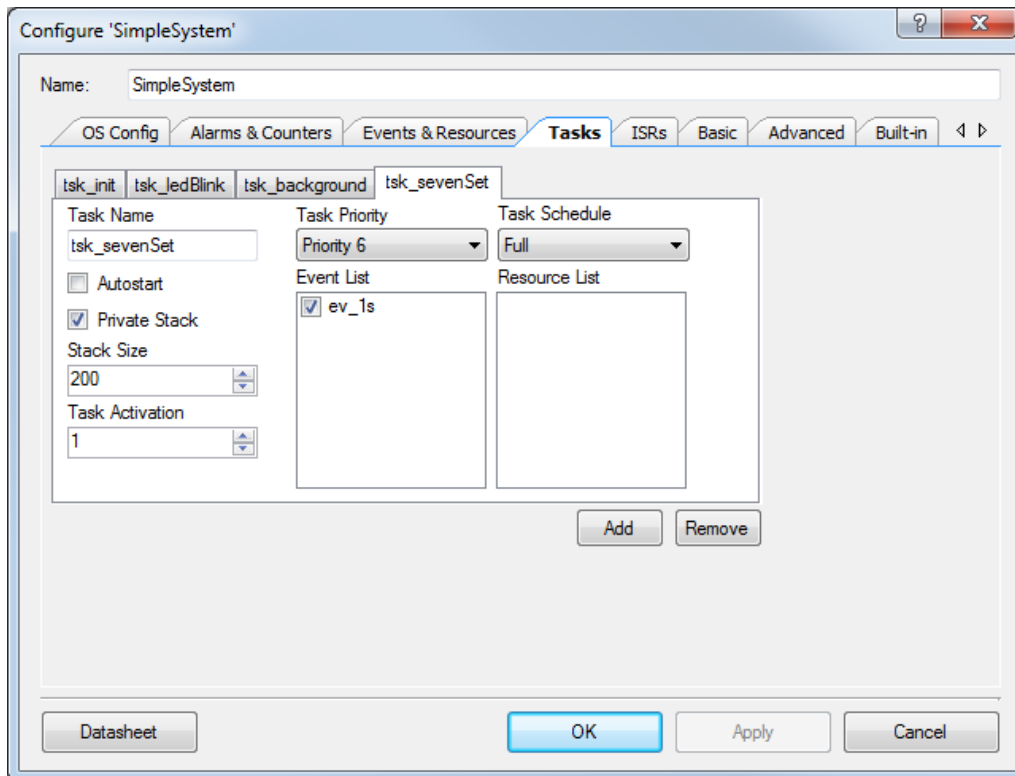 Configure 'SimpleSystem'
Name: SimpleSystem
OS Config Alarms & Counters Events & Resources Tasks ISRs Basic Advanced Built-in
tsk_init tsk_ledBlink tsk_background tsk_sevenSet
Task Name Task Priority Task Schedule
tsk_sevenSet Priority 6 Full
Autostart Event List Resource List
ev_1s
Private Stack
Stack Size
200
Task Activation
1
Add Remove
Datasheet OK Apply Cancel